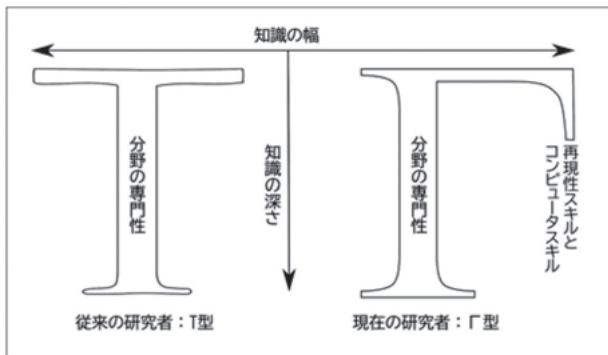 知識の幅
分野の専門性
知識の深さ
分野の専門性
再現性スキルと
コンピュータスキル
従来の研究者：T型
現在の研究者：Γ型